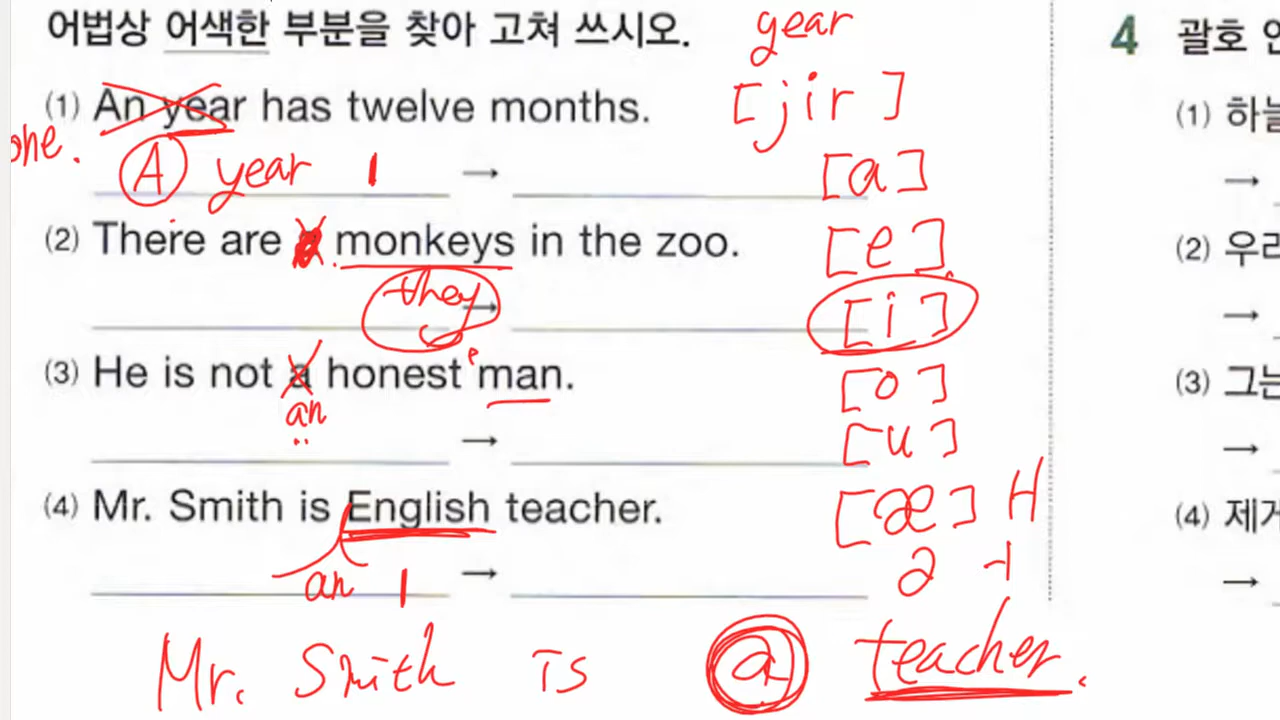 어법상 어색한 부분을 찾아 고쳐 쓰시오.
year
4 괄호 안
(1) An year has twelve months.
[jir]
(1) 하늘
one.
A year 1 →
[a]
→
(2) There are a monkeys in the zoo.
[e]
(2) 우리
they →
[i]
→
(3) He is not a honest man.
an
[o]
(3) 그는
→
[u]
→
(4) Mr. Smith is English teacher.
[æ] ㅐ
(4) 제가
an 1 →
ə ㅓ
→
Mr. Smith is a teacher.